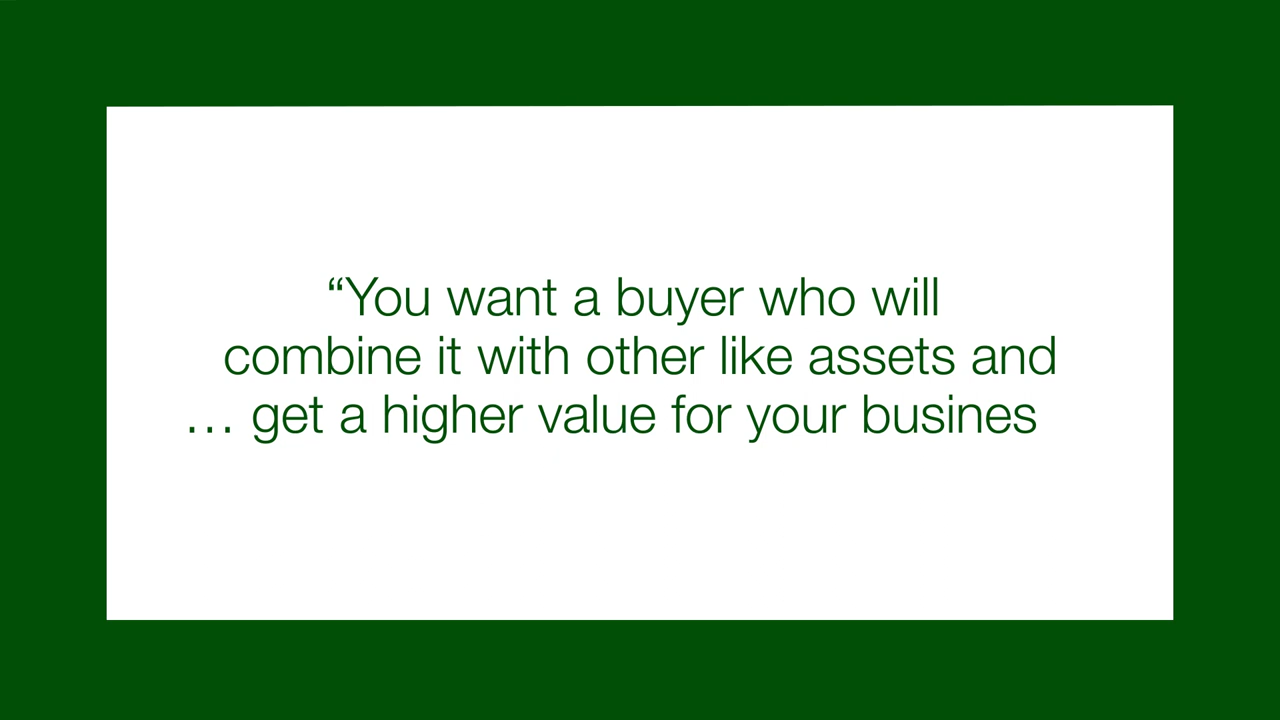 “You want a buyer who will
combine it with other like assets and
… get a higher value for your busines